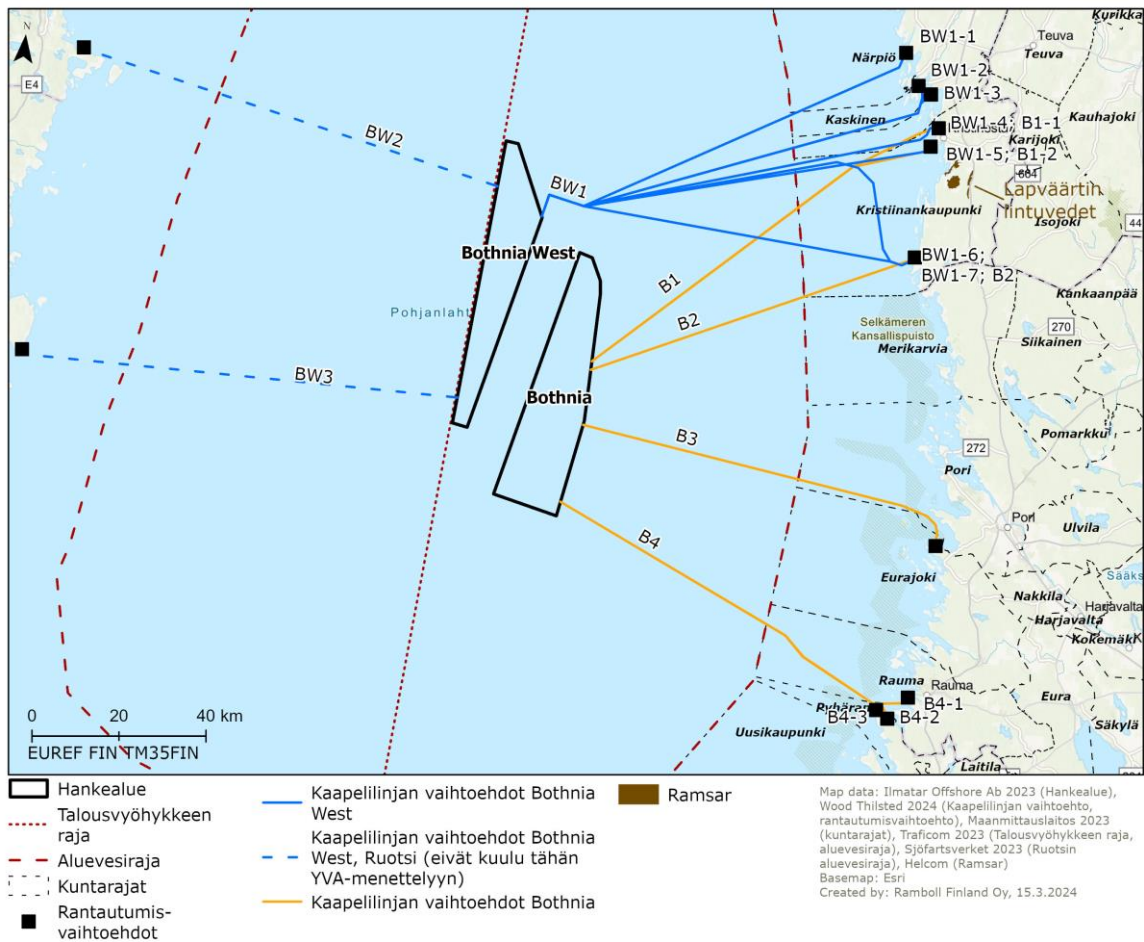 N
E4
BW2
BW1
BW3
Bothnia West
Bothnia
Pohjanlaht
B1
B2
B3
B4
BW1-1
BW1-2
BW1-3
BW1-4; B1-1
BW1-5; B1-2
BW1-6;
BW1-7; B2
Kurikka
Teuva
Teuva
Närpiö
Kaskinen
Kauhajoki
Karijoki
664
Lapväärtin
lintuvedet
Kristiinankaupunki
Isojoki
44
Kankaanpää
270
Selkämeren
Kansallispuisto
Merikarvia
Siikainen
Pomarkku
272
Pori
Pori
Ulvila
Eurajoki
Nakkila
Sääks
Harjavalta
Harjavalta
Kokemäki
Rauma
Rauma
Eura
B4-1
B4-3
B4-2
Uusikaupunki
Säkylä
Laitila
0 20 40 km
EUREF FIN TM35FIN
Hankealue
Talousvyöhykkeen
raja
Aluevesiraja
Kuntarajat
Rantautumis-
vaihtoehdot
Kaapelilinjan vaihtoehdot Bothnia
West
Kaapelilinjan vaihtoehdot Bothnia
West, Ruotsi (eivät kuulu tähän
YVA-menettelyyn)
Kaapelilinjan vaihtoehdot Bothnia
Ramsar
Map data: Ilmatar Offshore Ab 2023 (Hankealue),
Wood Thilsted 2024 (Kaapelilinjan vaihtoehto,
rantautumisvaihtoehto), Maanmittauslaitos 2023
(kuntarajat), Traficom 2023 (Talousvyöhykkeen raja,
aluevesiraja), Sjöfartsverket 2023 (Ruotsin
aluevesiraja), Helcom (Ramsar)
Basemap: Esri
Created by: Ramboll Finland Oy, 15.3.2024